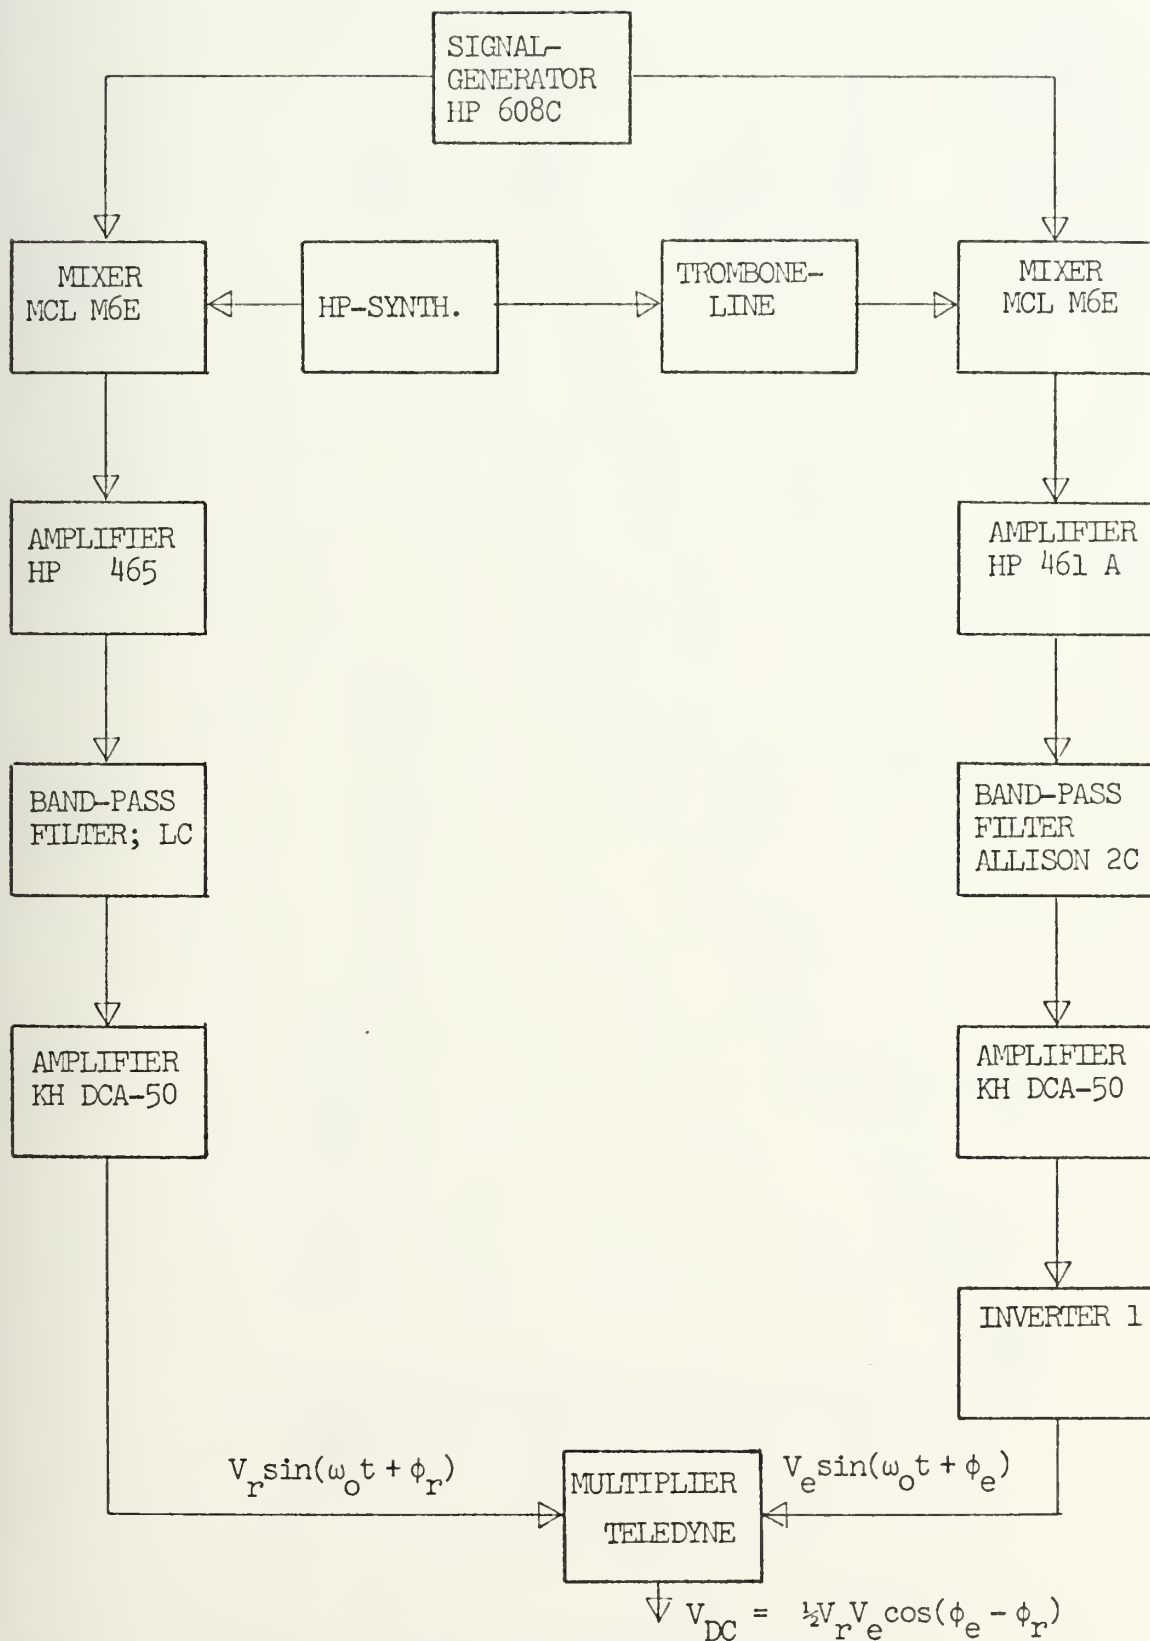 SIGNAL-
GENERATOR
HP 608C
MIXER
MCL M6E
HP-SYNTH.
TROMBONE-
LINE
MIXER
MCL M6E
AMPLIFIER
HP 465
AMPLIFIER
HP 461 A
BAND-PASS
FILTER; LC
BAND-PASS
FILTER
ALLISON 2C
AMPLIFIER
KH DCA-50
AMPLIFIER
KH DCA-50
INVERTER 1
V_r sin(ω_o t + ϕ_r)
V_e sin(ω_o t + ϕ_e)
MULTIPLIER
TELEDYNE
V_DC = ½V_r V_e cos(ϕ_e - ϕ_r)